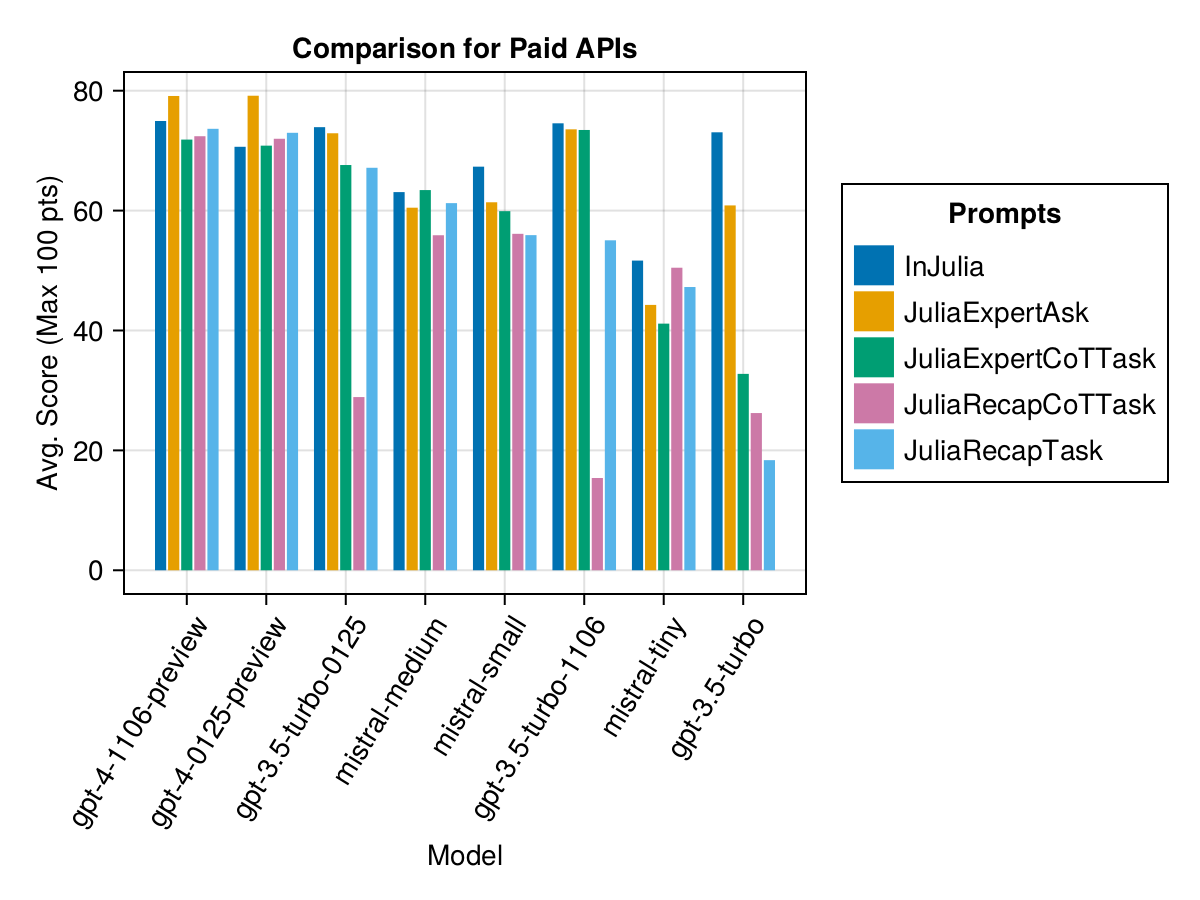 Comparison for Paid APIs
Avg. Score (Max 100 pts)
80
60
40
20
0
gpt-4-1106-preview
gpt-4-0125-preview
gpt-3.5-turbo-0125
mistral-medium
mistral-small
gpt-3.5-turbo-1106
mistral-tiny
gpt-3.5-turbo
Model
Prompts
InJulia
JuliaExpertAsk
JuliaExpertCoTTask
JuliaRecapCoTTask
JuliaRecapTask